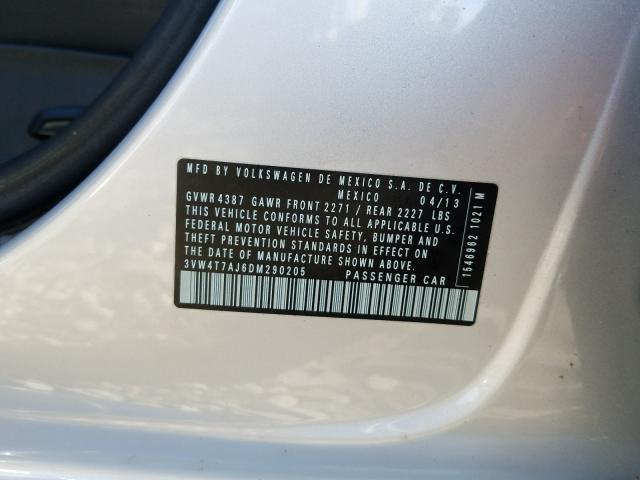 MFD BY VOLKSWAGEN DE MEXICO S.A. DE C.V.
MEXICO 04/13
GVWR 4387 GAWR FRONT 2271 / REAR 2227 LBS
THIS VEHICLE CONFORMS TO ALL APPLICABLE U.S.
FEDERAL MOTOR VEHICLE SAFETY, BUMPER AND
THEFT PREVENTION STANDARDS IN EFFECT ON
THE DATE OF MANUFACTURE SHOWN ABOVE.
3VW4T7AJ6DM290205 PASSENGER CAR
1546962 1021 M